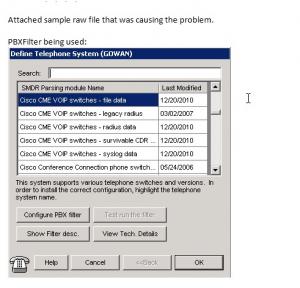 Attached sample raw file that was causing the problem.
PBXFilter being used:
Define Telephone System (GOWAN)
Search:
SMDR Parsing module Name Last Modified
Cisco CME VOIP switches - file data 12/20/2010
Cisco CME VOIP switches - legacy radius 03/02/2007
Cisco CME VOIP switches - radius data 12/20/2010
Cisco CME VOIP switches - survivable CDR ... 12/20/2010
Cisco CME VOIP switches - syslog data 12/20/2010
Cisco Conference Connection phone switch... 05/24/2006
This system supports various telephone switches and versions. In
order to install the correct configuration, highlight the telephone
system name.
Configure PBX filter Test run the filter
Show Filter desc. View Tech. Details
Help Cancel <<Back OK